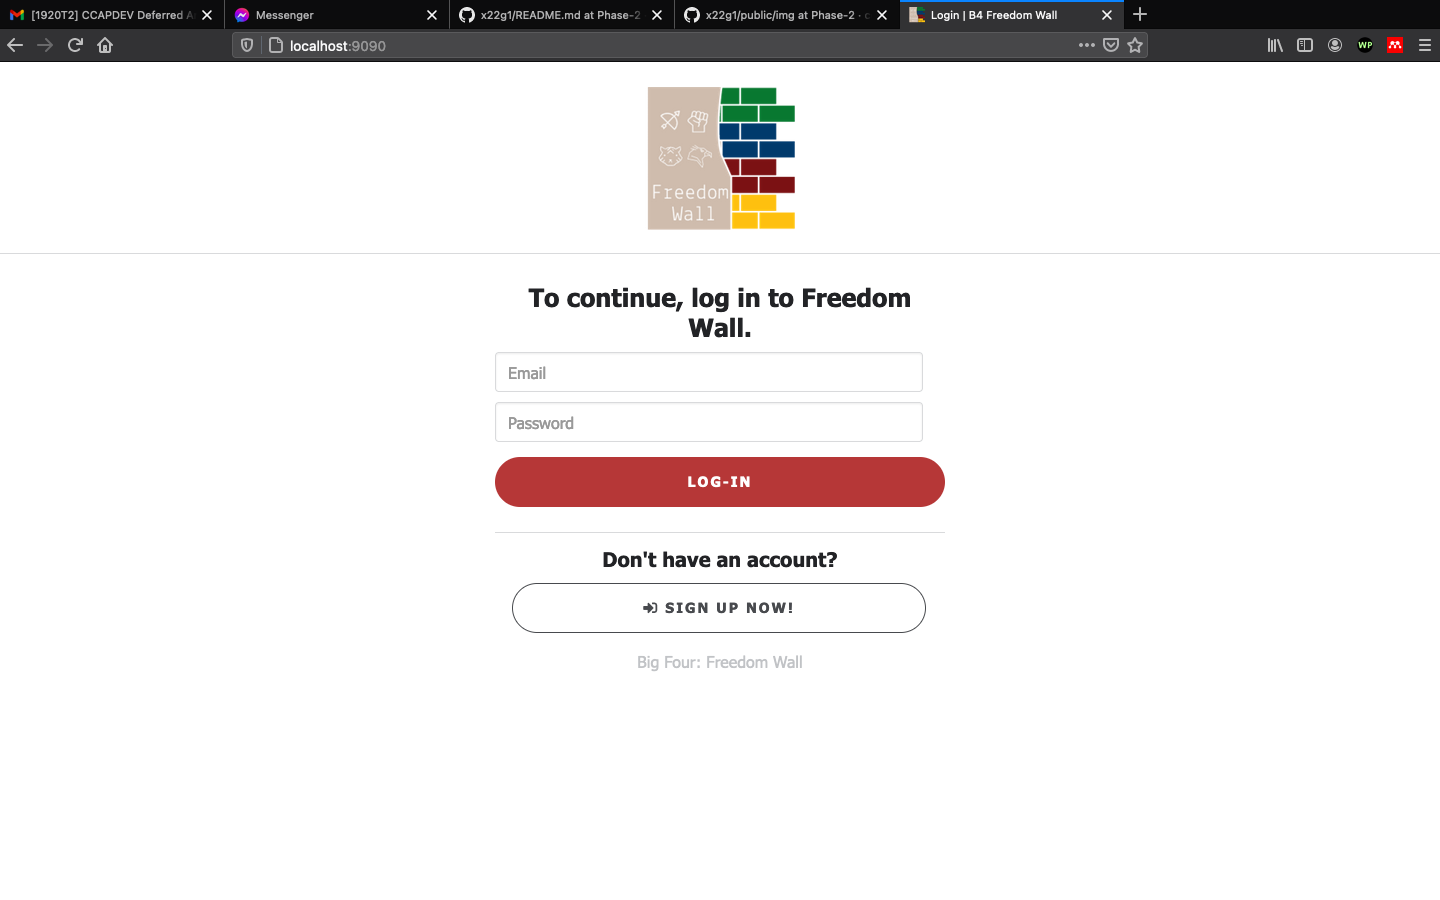 [1920T2] CCAPDEV Deferred
Messenger
x22g1/README.md at Phase-2
x22g1/public/img at Phase-2 -
Login | B4 Freedom Wall
localhost:9090
WP
Freedom
Wall
To continue, log in to Freedom
Wall.
Email
Password
LOG-IN
Don't have an account?
SIGN UP NOW!
Big Four: Freedom Wall